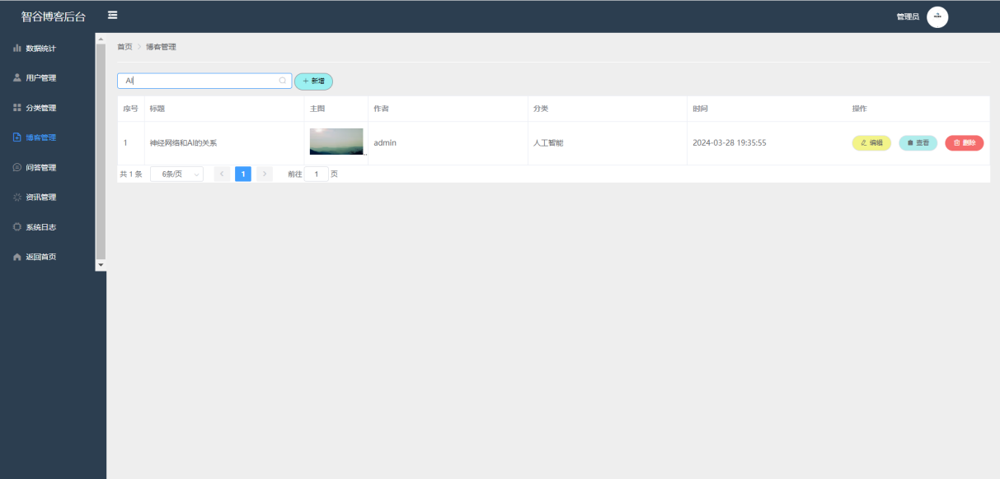 智谷博客后台
管理员
数据统计
用户管理
分类管理
博客管理
问答管理
资讯管理
系统日志
返回首页
首页 > 博客管理
AI
+ 新增
序号 标题 主图 作者 分类 时间 操作
1 神经网络和AI的关系 admin 人工智能 2024-03-28 19:35:55 编辑 查看 删除
共 1 条 6条/页 < 1 > 前往 1 页